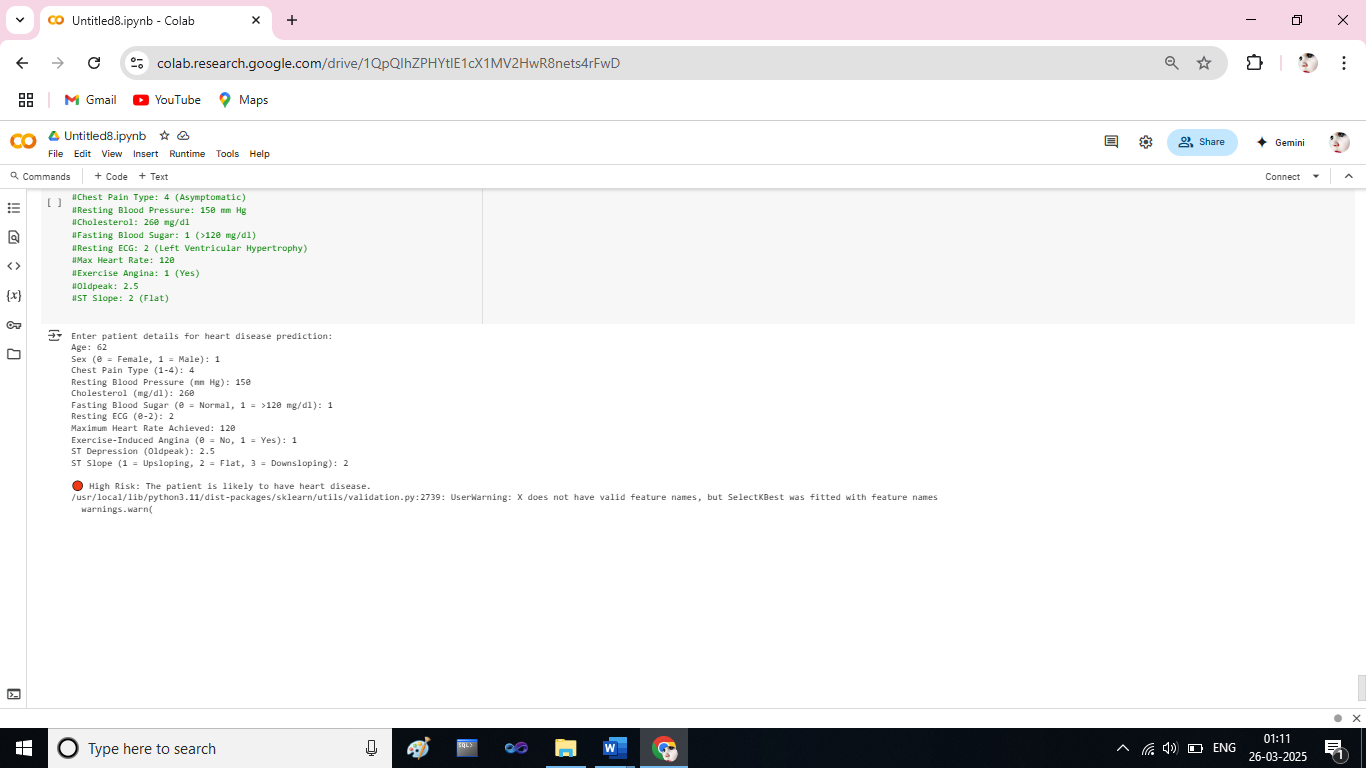 Untitled8.ipynb - Colab
colab.research.google.com/drive/1QpQIhZPHYtlE1cX1MV2HwR8nets4rFwD
Gmail
YouTube
Maps
Untitled8.ipynb
File Edit View Insert Runtime Tools Help
Share
Gemini
Commands + Code + Text
Connect
[ ]
#Chest Pain Type: 4 (Asymptomatic)
#Resting Blood Pressure: 150 mm Hg
#Cholesterol: 260 mg/dl
#Fasting Blood Sugar: 1 (>120 mg/dl)
#Resting ECG: 2 (Left Ventricular Hypertrophy)
#Max Heart Rate: 120
#Exercise Angina: 1 (Yes)
#Oldpeak: 2.5
#ST Slope: 2 (Flat)
Enter patient details for heart disease prediction:
Age: 62
Sex (0 = Female, 1 = Male): 1
Chest Pain Type (1-4): 4
Resting Blood Pressure (mm Hg): 150
Cholesterol (mg/dl): 260
Fasting Blood Sugar (0 = Normal, 1 = >120 mg/dl): 1
Resting ECG (0-2): 2
Maximum Heart Rate Achieved: 120
Exercise-Induced Angina (0 = No, 1 = Yes): 1
ST Depression (Oldpeak): 2.5
ST Slope (1 = Upsloping, 2 = Flat, 3 = Downsloping): 2
High Risk: The patient is likely to have heart disease.
/usr/local/lib/python3.11/dist-packages/sklearn/utils/validation.py:2739: UserWarning: X does not have valid feature names, but SelectKBest was fitted with feature names
warnings.warn(
Type here to search
ENG
01:11
26-03-2025
1